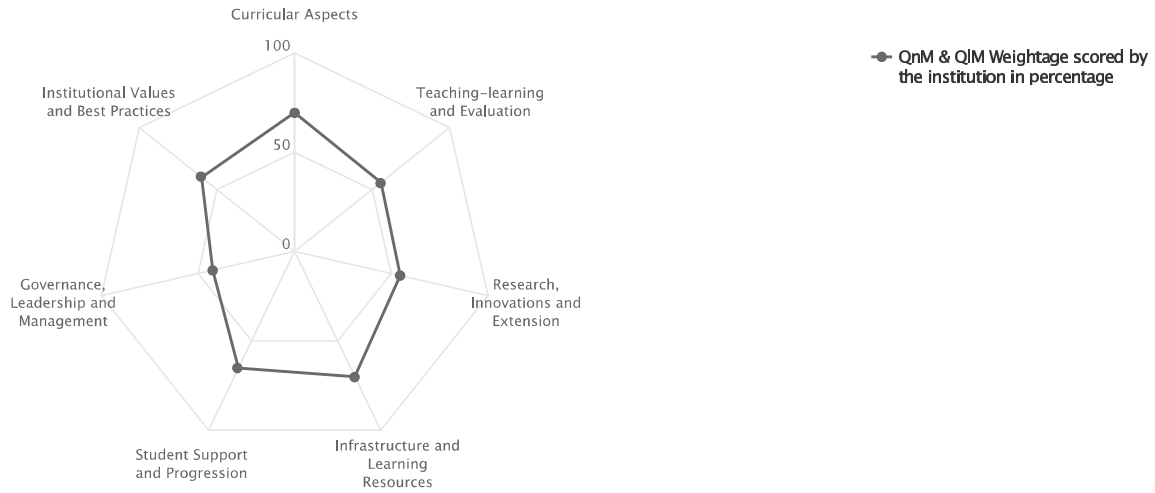 Curricular Aspects
100
50
0
Teaching-learning
and Evaluation
Research,
Innovations and
Extension
Infrastructure and
Learning
Resources
Student Support
and Progression
Governance,
Leadership and
Management
Institutional Values
and Best Practices
QnM & QlM Weightage scored by
the institution in percentage